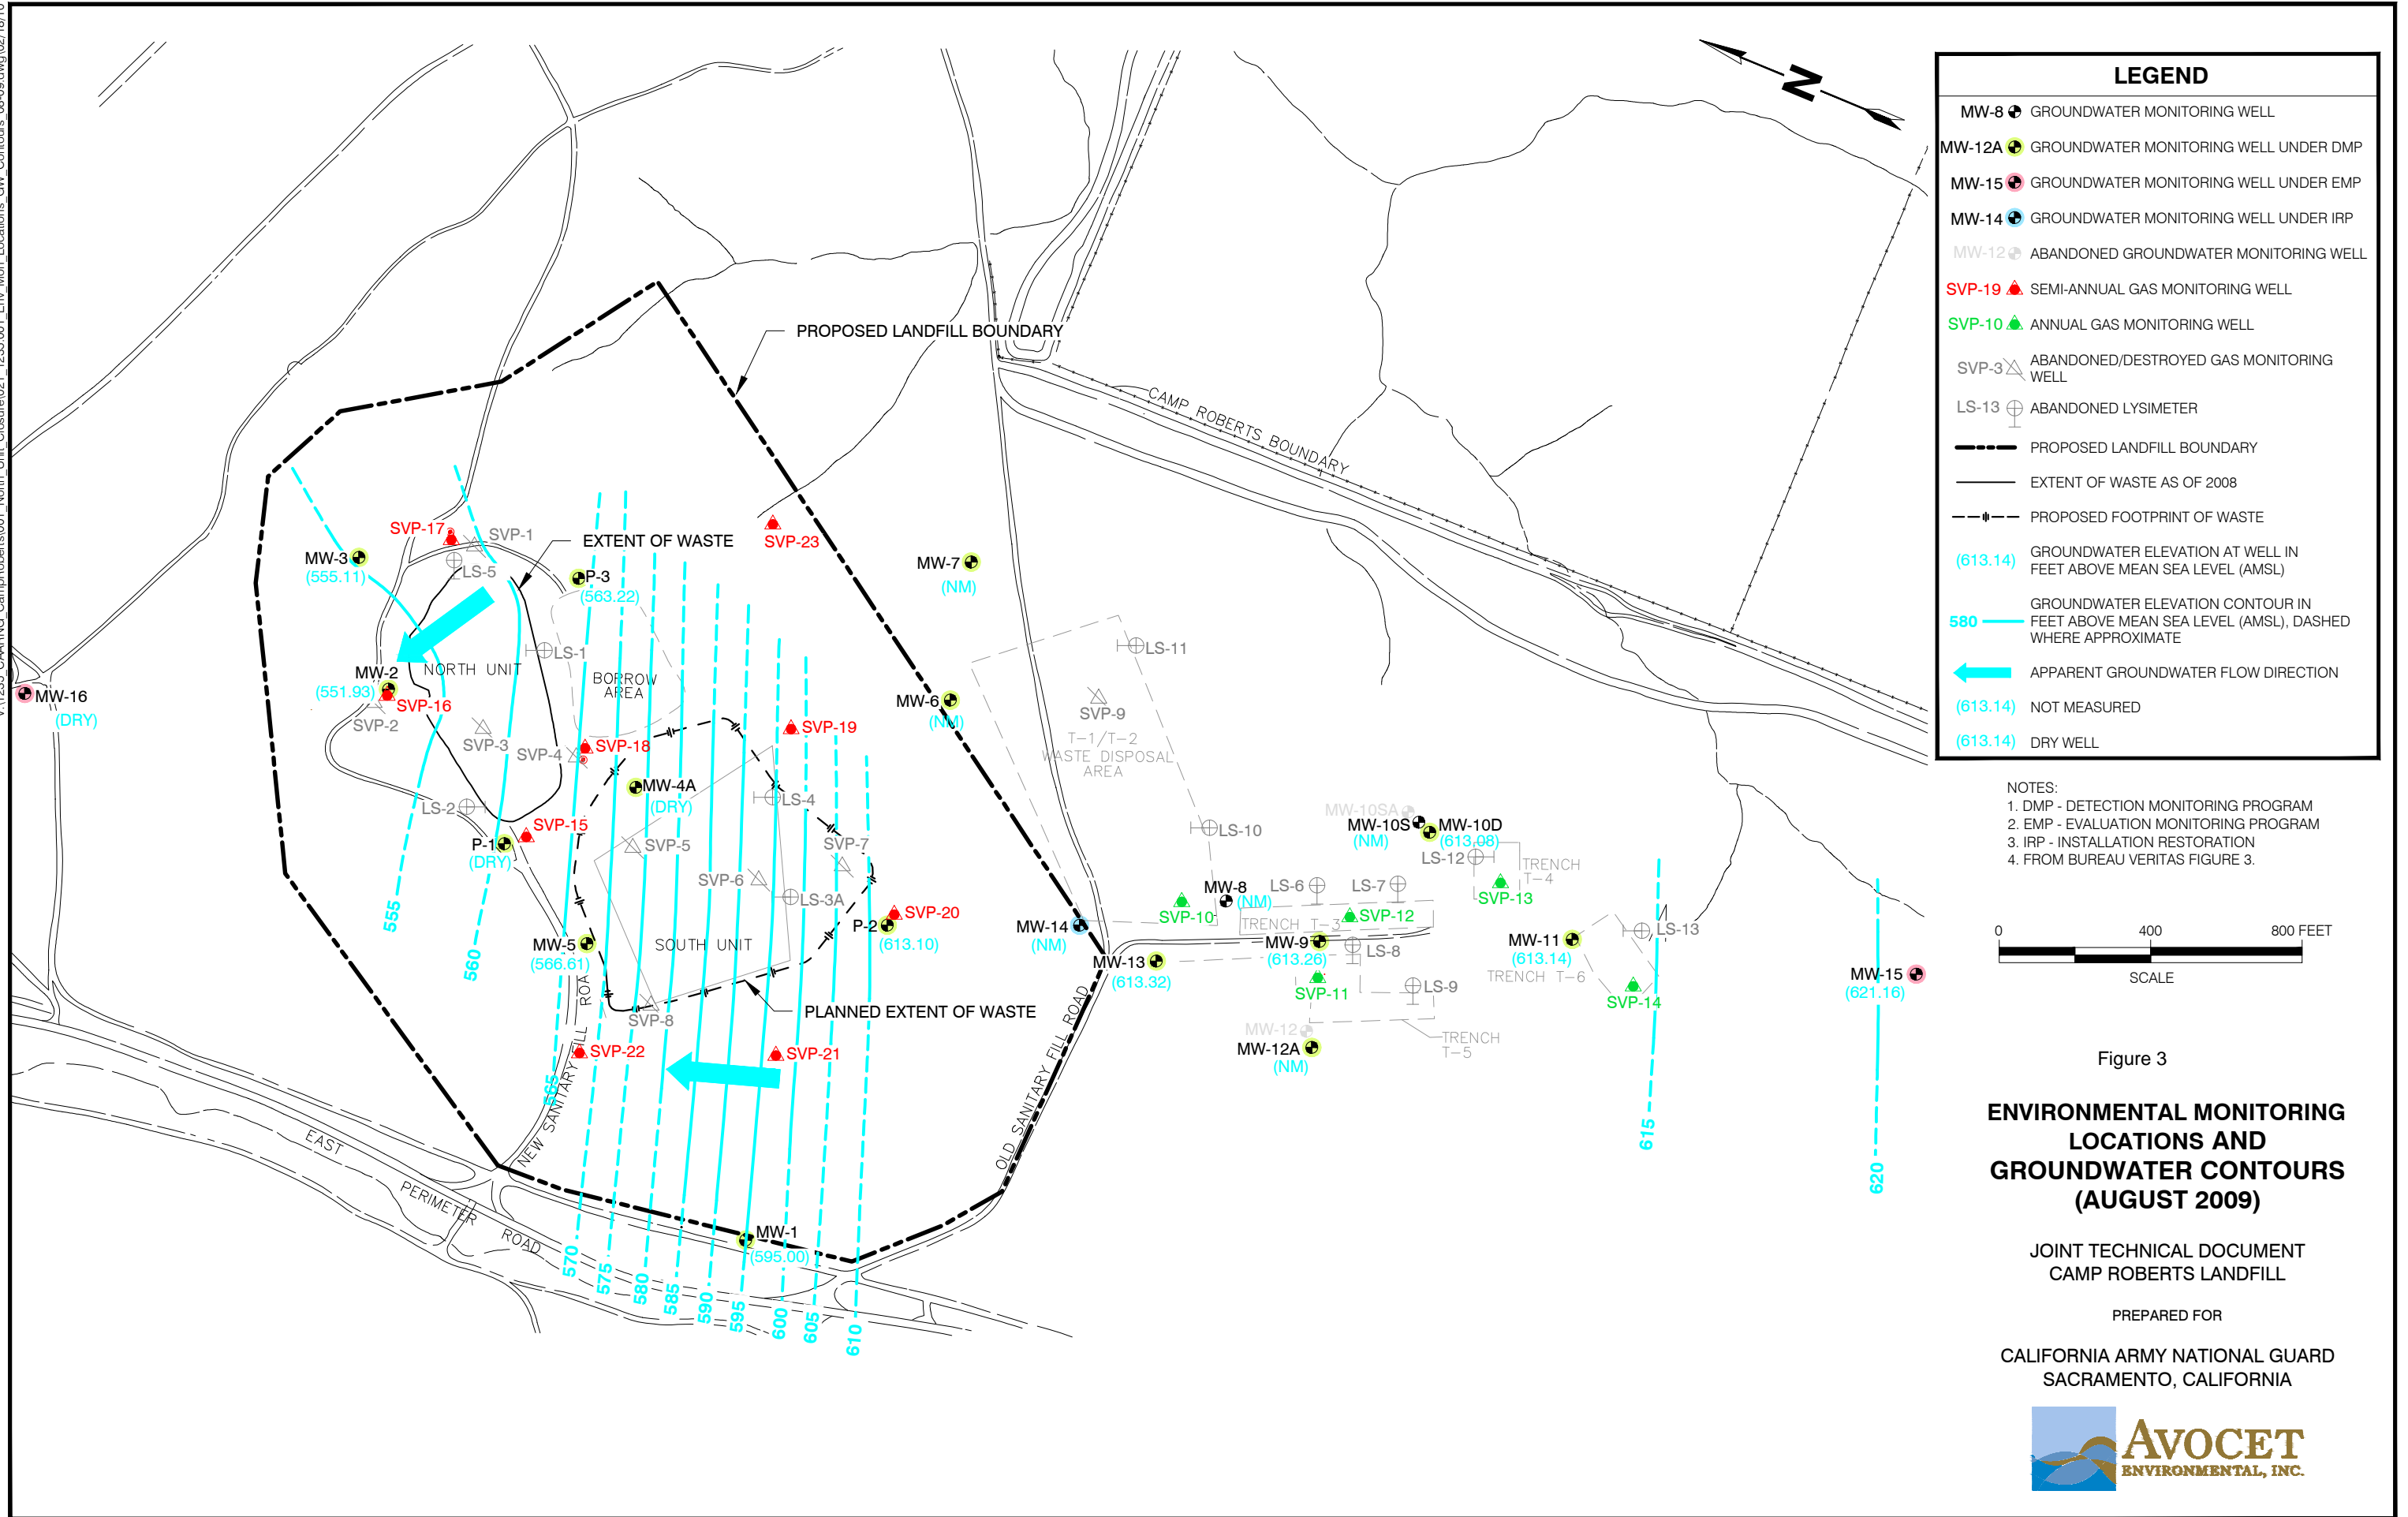 LEGEND
MW-8 GROUNDWATER MONITORING WELL
MW-12A GROUNDWATER MONITORING WELL UNDER DMP
MW-15 GROUNDWATER MONITORING WELL UNDER EMP
MW-14 GROUNDWATER MONITORING WELL UNDER IRP
MW-12 ABANDONED GROUNDWATER MONITORING WELL
SVP-19 SEMI-ANNUAL GAS MONITORING WELL
SVP-10 ANNUAL GAS MONITORING WELL
SVP-3 ABANDONED/DESTROYED GAS MONITORING
WELL
LS-13 ABANDONED LYSIMETER
PROPOSED LANDFILL BOUNDARY
EXTENT OF WASTE AS OF 2008
PROPOSED FOOTPRINT OF WASTE
(613.14) GROUNDWATER ELEVATION AT WELL IN
FEET ABOVE MEAN SEA LEVEL (AMSL)
580 GROUNDWATER ELEVATION CONTOUR IN
FEET ABOVE MEAN SEA LEVEL (AMSL), DASHED
WHERE APPROXIMATE
APPARENT GROUNDWATER FLOW DIRECTION
(613.14) NOT MEASURED
(613.14) DRY WELL
NOTES:
1. DMP - DETECTION MONITORING PROGRAM
2. EMP - EVALUATION MONITORING PROGRAM
3. IRP - INSTALLATION RESTORATION
4. FROM BUREAU VERITAS FIGURE 3.
0 400 800 FEET
SCALE
Figure 3
ENVIRONMENTAL MONITORING
LOCATIONS AND
GROUNDWATER CONTOURS
(AUGUST 2009)
JOINT TECHNICAL DOCUMENT
CAMP ROBERTS LANDFILL
PREPARED FOR
CALIFORNIA ARMY NATIONAL GUARD
SACRAMENTO, CALIFORNIA
AVOCET
ENVIRONMENTAL, INC.
N
PROPOSED LANDFILL BOUNDARY
CAMP ROBERTS BOUNDARY
SVP-17
SVP-1
EXTENT OF WASTE
SVP-23
MW-3
(555.11)
LS-5
P-3
(563.22)
MW-7
(NM)
LS-1
NORTH UNIT
BORROW
AREA
LS-11
MW-16
(DRY)
MW-2
(551.93)
SVP-16
SVP-2
SVP-3
SVP-4
SVP-18
SVP-19
MW-6
(NM)
SVP-9
T-1/T-2
WASTE DISPOSAL
AREA
MW-4A
(DRY)
LS-4
LS-2
SVP-15
P-1
(DRY)
SVP-5
SVP-7
SVP-6
LS-3A
LS-10
MW-10SA
MW-10S
(NM)
MW-10D
(613.08)
LS-12
TRENCH
T-4
MW-8
(NM)
LS-6
LS-7
SVP-10
SVP-12
SVP-13
TRENCH T-3
SVP-20
P-2
(613.10)
MW-14
(NM)
MW-5
(566.61)
SOUTH UNIT
MW-13
(613.32)
MW-9
(613.26)
LS-8
MW-11
(613.14)
LS-13
TRENCH T-6
MW-15
(621.16)
SVP-11
LS-9
SVP-14
SVP-8
PLANNED EXTENT OF WASTE
MW-12
MW-12A
(NM)
TRENCH
T-5
SVP-22
SVP-21
NEW SANITARY FILL ROAD
OLD SANITARY FILL ROAD
EAST
PERIMETER
ROAD
MW-1
(595.00)
555
560
565
570
575
580
585
590
595
600
605
610
615
620